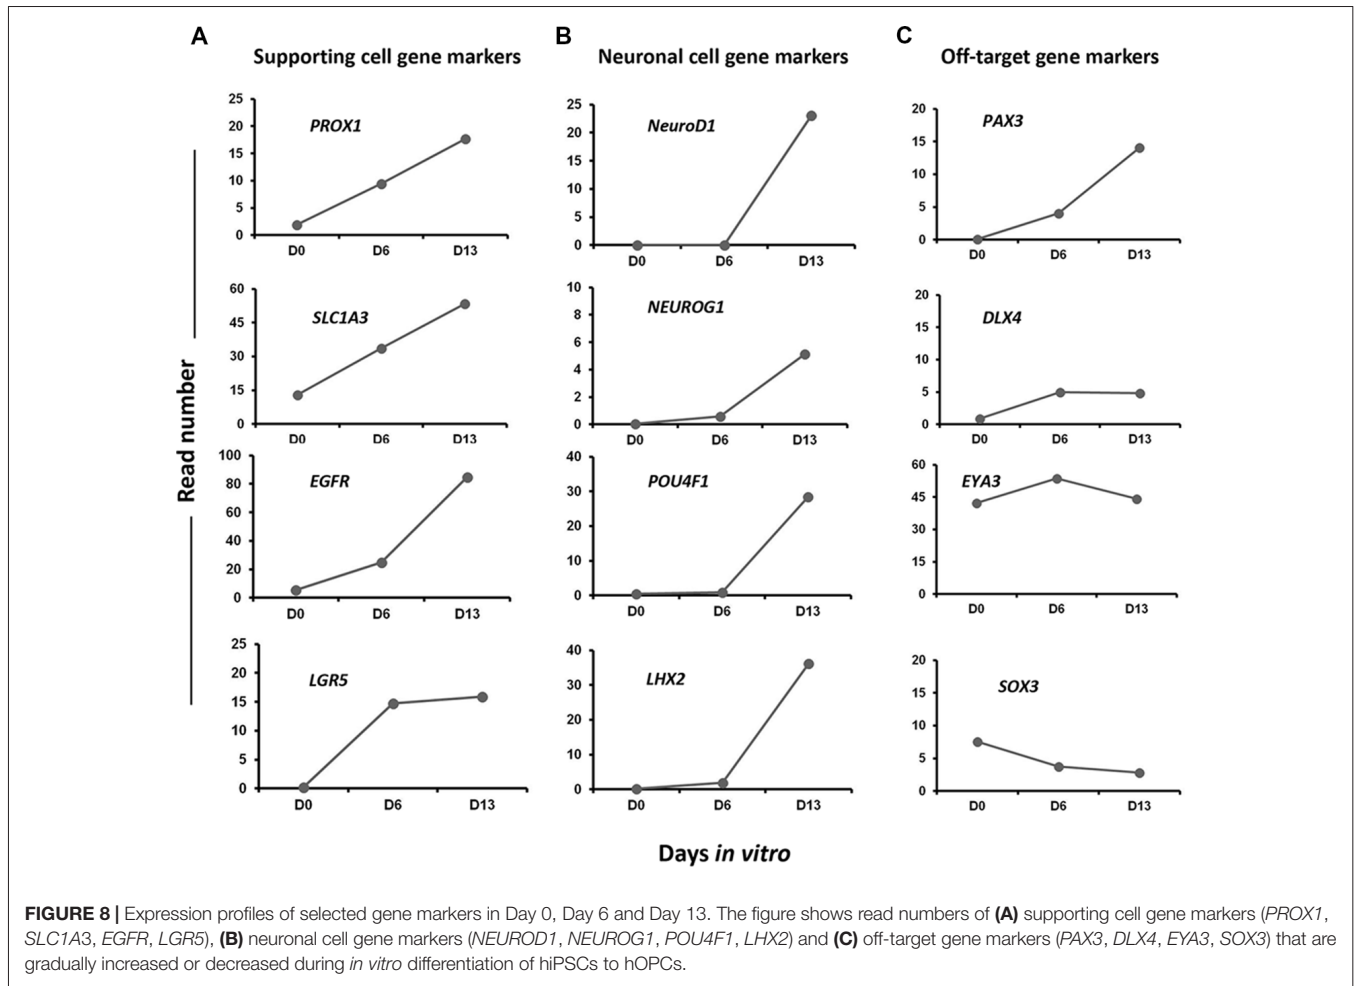 A
Supporting cell gene markers
B
Neuronal cell gene markers
C
Off-target gene markers
Read number
25
20
15
10
5
0
PROX1
D0 D6 D13
60
45
30
15
0
SLC1A3
D0 D6 D13
100
80
60
40
20
0
EGFR
D0 D6 D13
25
20
15
10
5
0
LGR5
D0 D6 D13
25
20
15
10
5
0
NeuroD1
D0 D6 D13
10
8
6
4
2
0
NEUROG1
D0 D6 D13
40
30
20
10
0
POU4F1
D0 D6 D13
40
30
20
10
0
LHX2
D0 D6 D13
20
15
10
5
0
PAX3
D0 D6 D13
20
15
10
5
0
DLX4
D0 D6 D13
60
45
30
15
0
EYA3
D0 D6 D13
20
15
10
5
0
SOX3
D0 D6 D13
Days in vitro
FIGURE 8 | Expression profiles of selected gene markers in Day 0, Day 6 and Day 13. The figure shows read numbers of (A) supporting cell gene markers (PROX1,
SLC1A3, EGFR, LGR5), (B) neuronal cell gene markers (NEUROD1, NEUROG1, POU4F1, LHX2) and (C) off-target gene markers (PAX3, DLX4, EYA3, SOX3) that are
gradually increased or decreased during in vitro differentiation of hiPSCs to hOPCs.